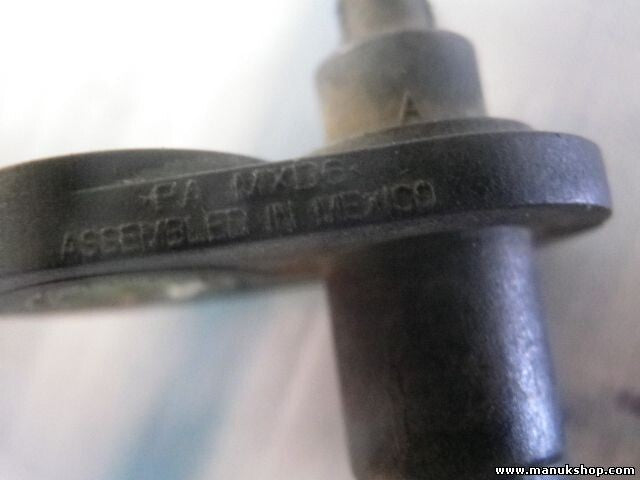 A
>PA MXD6<
ASSEMBLED IN MEXICO
www.manukshop.com